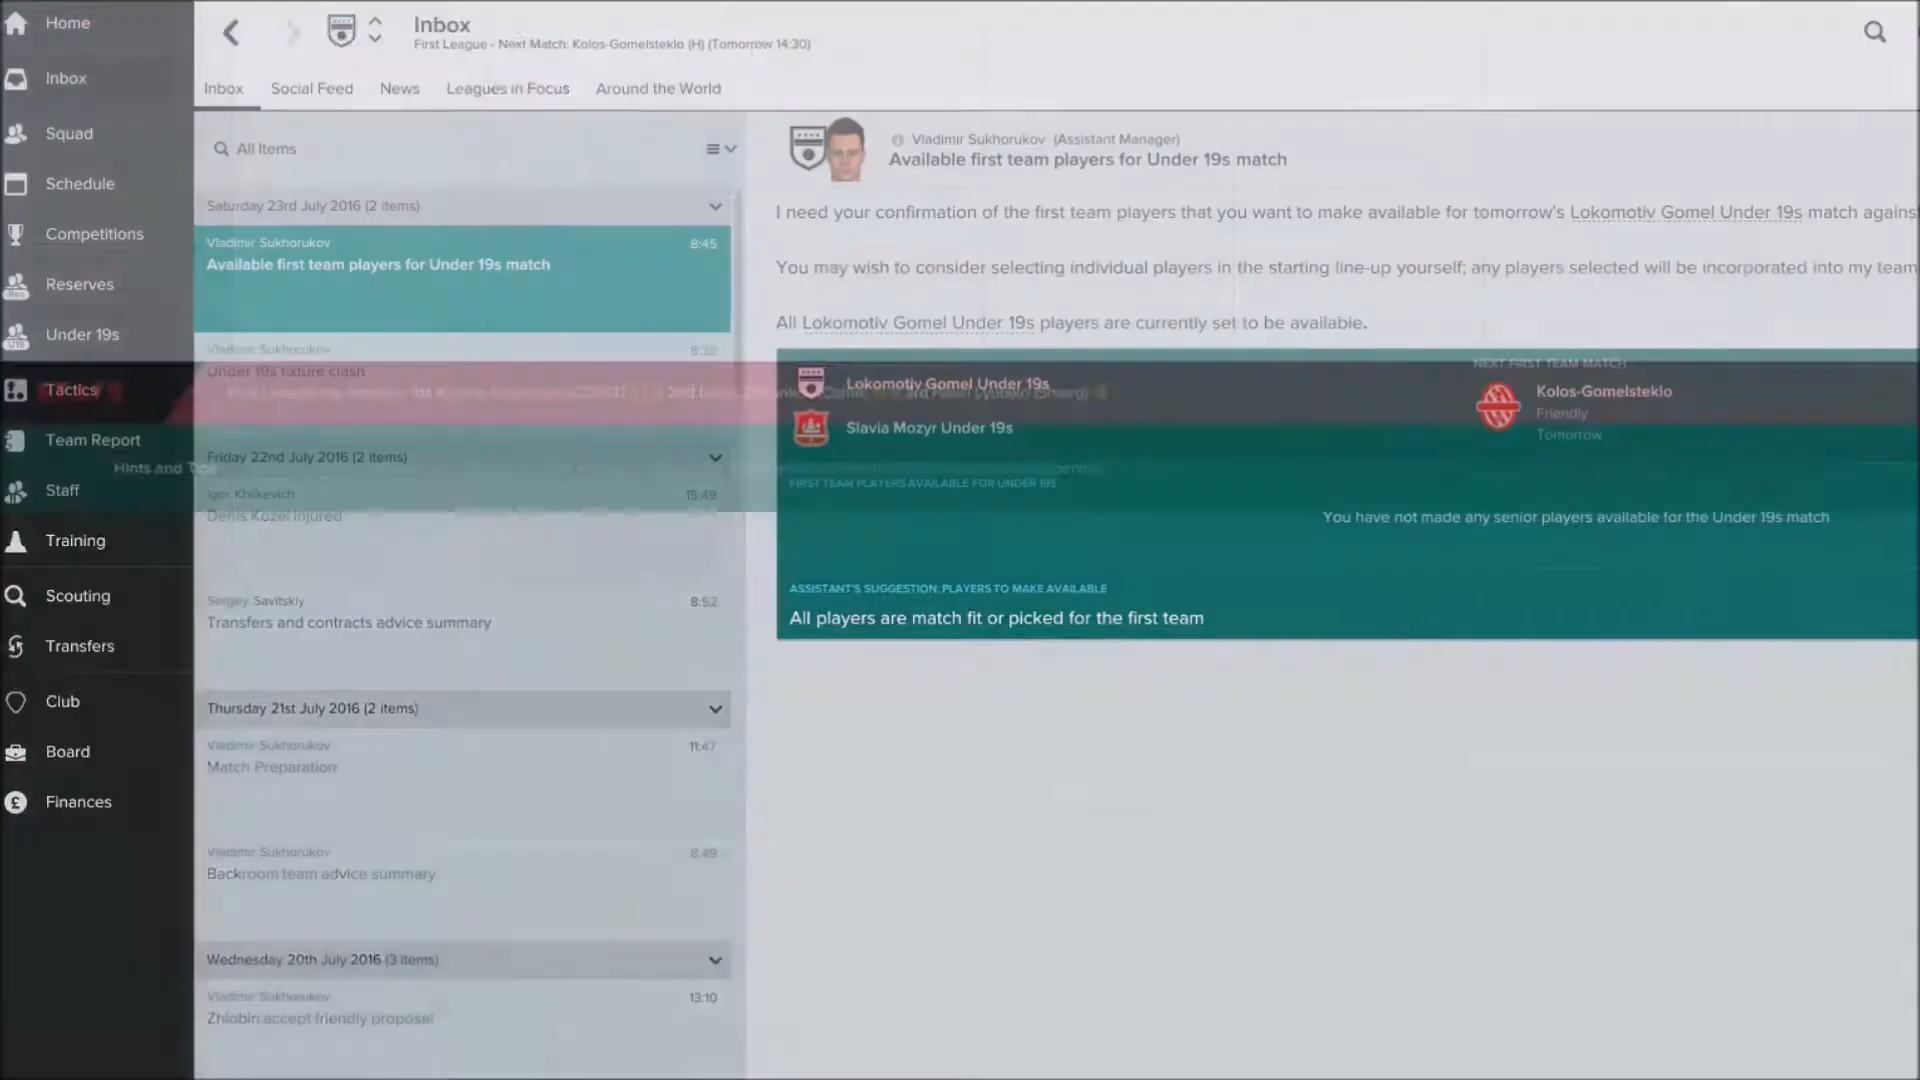 Home
Inbox
Squad
Schedule
Competitions
Reserves
Under 19s
Tactics
Team Report
Hints and
Staff
Training
Scouting
Transfers
Club
Board
Finances
Inbox
First League - Next Match: Kolos-Gomelsteklo (H) (Tomorrow 14:30)
Inbox Social Feed News Leagues in Focus Around the World
All Items
Saturday 23rd July 2016 (2 items)
Vladimir Sukhorukov 8:45
Available first team players for Under 19s match
Vladimir Sukhorukov 8:38
Under 19s fixture clash
Friday 22nd July 2016 (2 items)
Igor Khilkevich 15:49
Denis Kozel injured
Sergey Savitskiy 8:52
Transfers and contracts advice summary
Thursday 21st July 2016 (2 items)
Vladimir Sukhorukov 11:47
Match Preparation
Vladimir Sukhorukov 8:49
Backroom team advice summary
Wednesday 20th July 2016 (3 items)
Vladimir Sukhorukov 13:10
Zhlobin accept friendly proposal
Vladimir Sukhorukov (Assistant Manager)
Available first team players for Under 19s match
I need your confirmation of the first team players that you want to make available for tomorrow's Lokomotiv Gomel Under 19s match against
You may wish to consider selecting individual players in the starting line-up yourself; any players selected will be incorporated into my team
All Lokomotiv Gomel Under 19s players are currently set to be available.
Lokomotiv Gomel Under 19s
Slavia Mozyr Under 19s
NEXT FIRST TEAM MATCH
Kolos-Gomelsteklo
Friendly
Tomorrow
FIRST TEAM PLAYERS AVAILABLE FOR UNDER 19S
You have not made any senior players available for the Under 19s match
ASSISTANT'S SUGGESTION: PLAYERS TO MAKE AVAILABLE
All players are match fit or picked for the first team